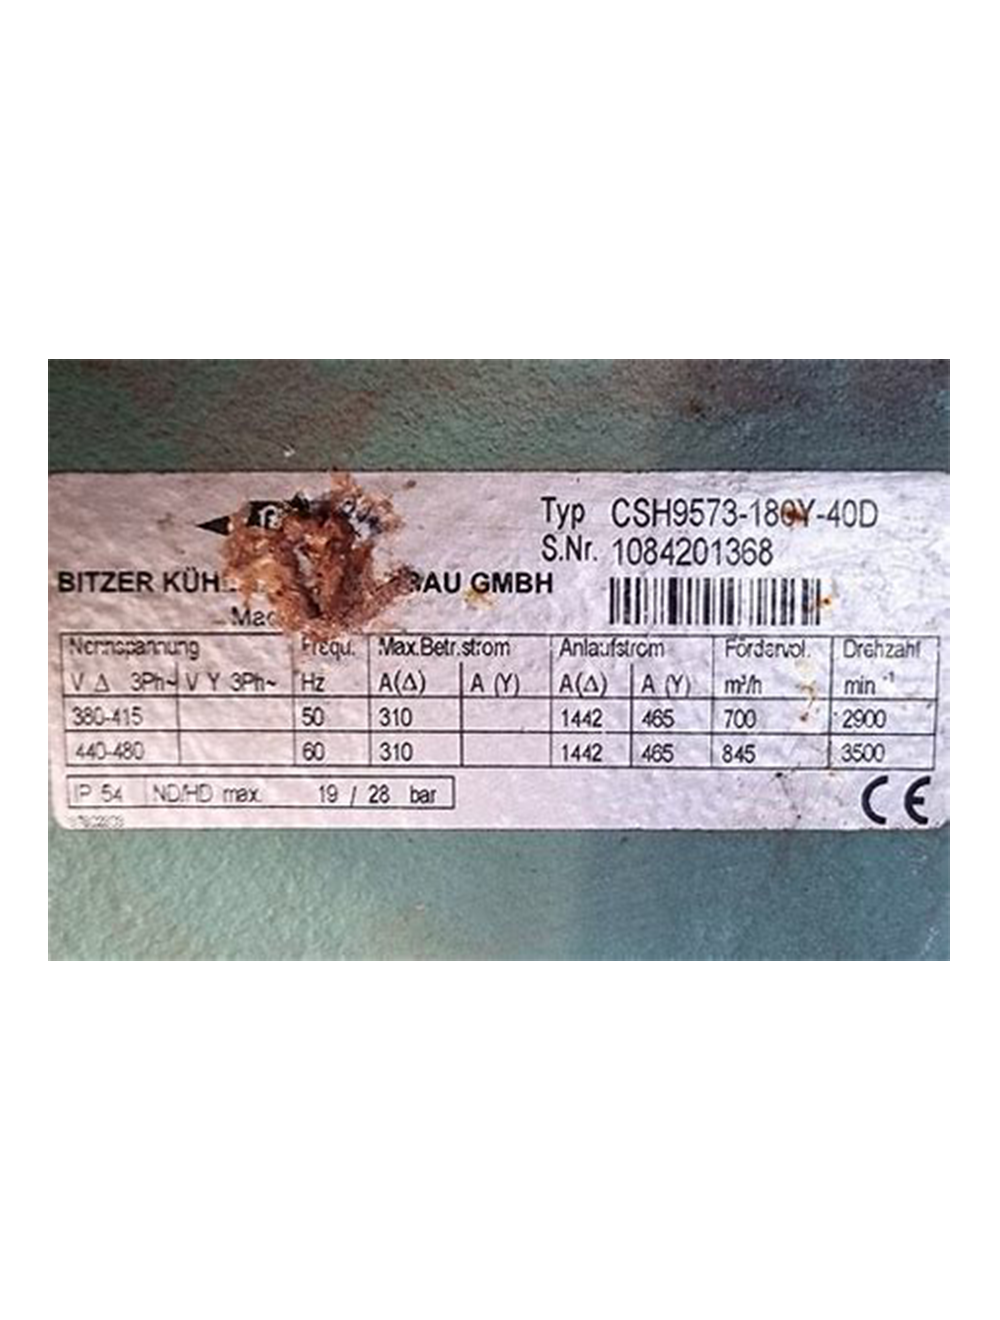 Typ CSH9573-180Y-40D
S.Nr. 1084201368
BITZER GMBH
Nennspannung Frequ. Max.Betr.strom Anlaufstrom Fördervol. Drehzahl
V Δ 3Ph~ V Y 3Ph~ Hz A(Δ) A (Y) A(Δ) A (Y) m³/h min⁻¹
380-415 50 310 1442 465 700 2900
440-480 60 310 1442 465 845 3500
IP 54 ND/HD max. 19 / 28 bar
CE